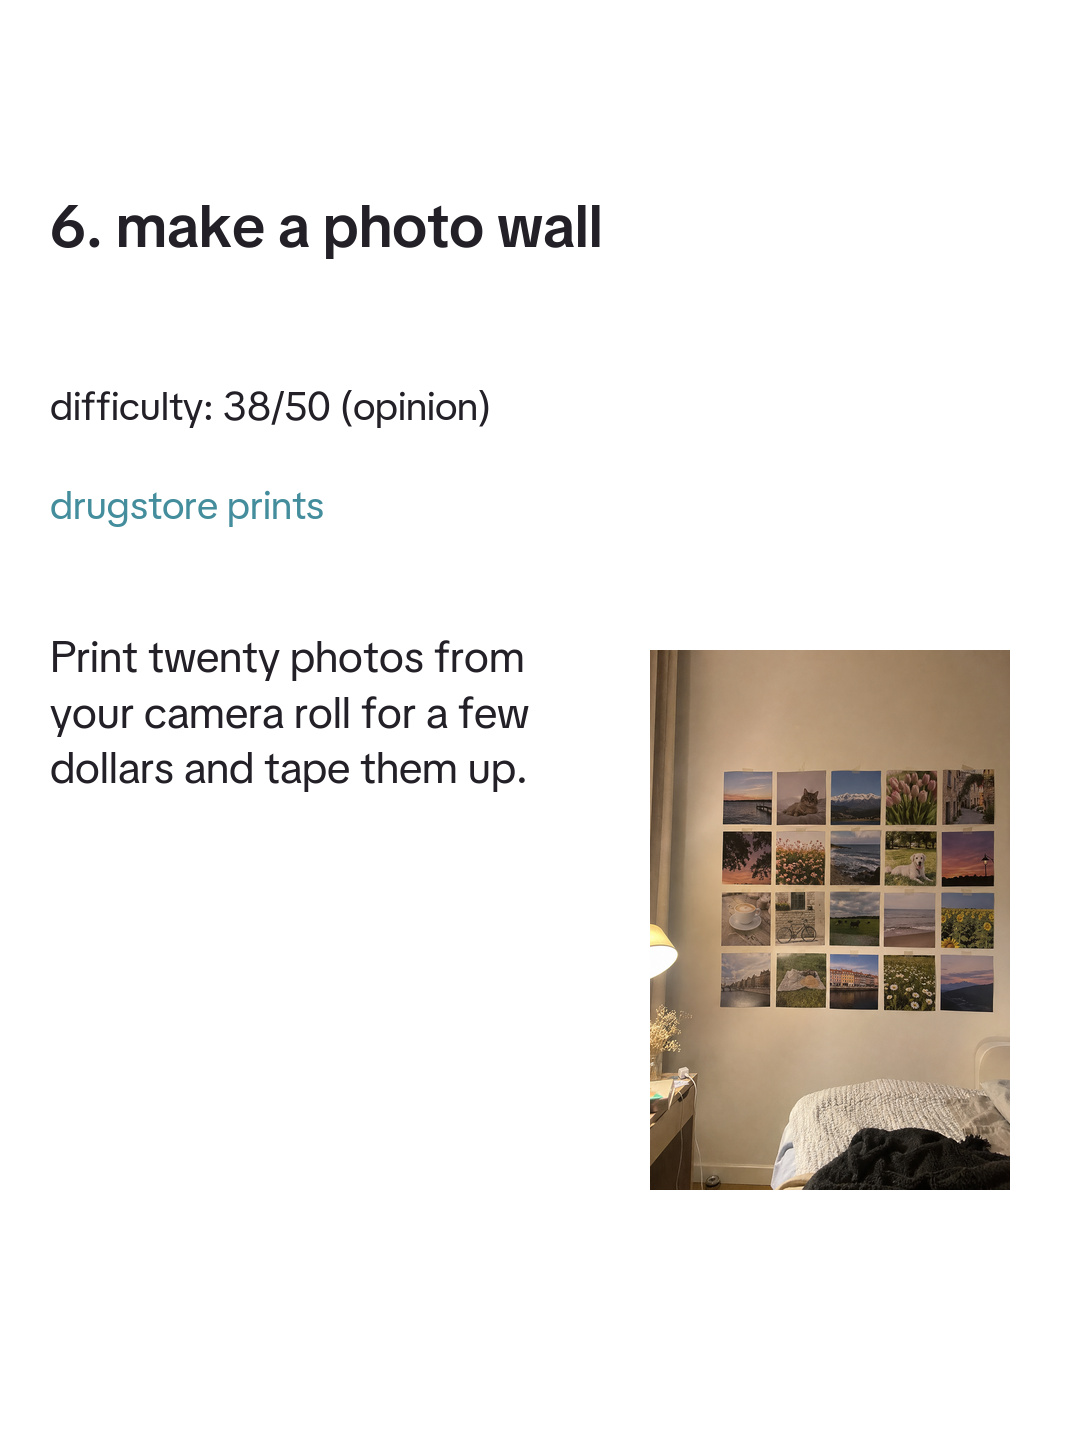 6. make a photo wall
difficulty: 38/50 (opinion)
drugstore prints
Print twenty photos from
your camera roll for a few
dollars and tape them up.